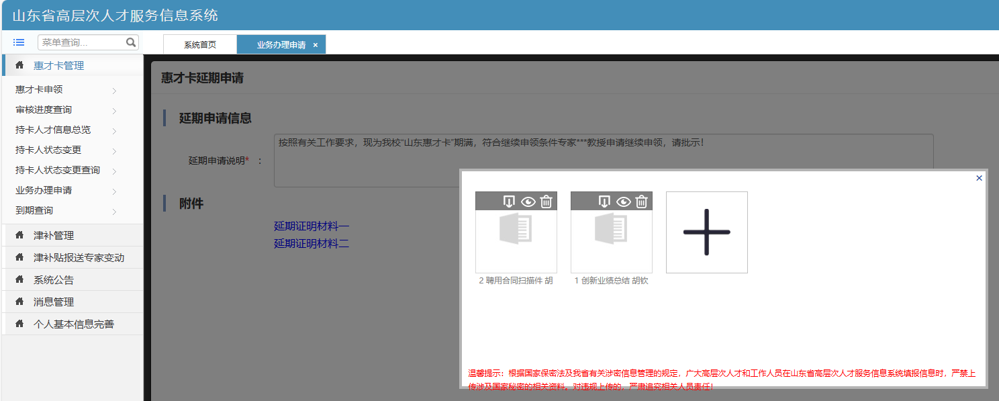 山东省高层次人才服务信息系统
菜单查询...
系统首页
业务办理申请 ×
惠才卡管理
惠才卡申领
审核进度查询
持卡人才信息总览
持卡人状态变更
持卡人状态变更查询
业务办理申请
到期查询
津补管理
津补贴报送专家变动
系统公告
消息管理
个人基本信息完善
惠才卡延期申请
延期申请信息
延期申请说明* ：
按照有关工作要求，现为我校“山东惠才卡”期满，符合继续申领条件专家***教授申请继续申领，请批示！
附件
延期证明材料一
延期证明材料二
2 聘用合同扫描件 胡
1 创新业绩总结 胡钦
温馨提示：根据国家保密法及我省有关涉密信息管理的规定，广大高层次人才和工作人员在山东省高层次人才服务信息系统填报信息时，严禁上
传涉及国家秘密的相关资料。对违规上传的，严肃追究相关人员责任！